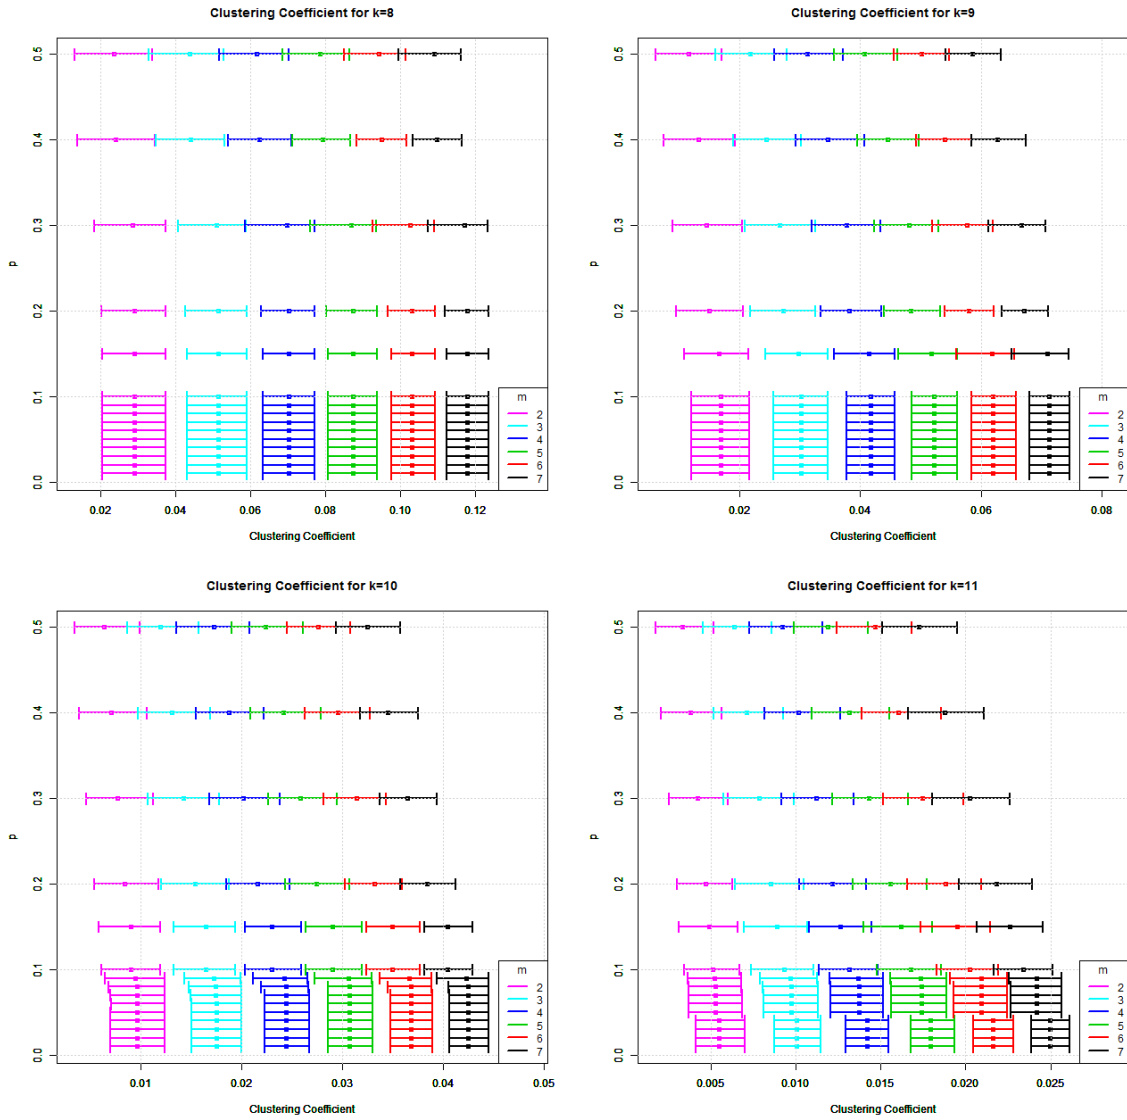 Clustering Coefficient for k=8
p
0.5
0.4
0.3
0.2
0.1
0.0
0.02 0.04 0.06 0.08 0.10 0.12
Clustering Coefficient
m
2
3
4
5
6
7
Clustering Coefficient for k=9
p
0.5
0.4
0.3
0.2
0.1
0.0
0.02 0.04 0.06 0.08
Clustering Coefficient
m
2
3
4
5
6
7
Clustering Coefficient for k=10
p
0.5
0.4
0.3
0.2
0.1
0.0
0.01 0.02 0.03 0.04 0.05
Clustering Coefficient
m
2
3
4
5
6
7
Clustering Coefficient for k=11
p
0.5
0.4
0.3
0.2
0.1
0.0
0.005 0.010 0.015 0.020 0.025
Clustering Coefficient
m
2
3
4
5
6
7